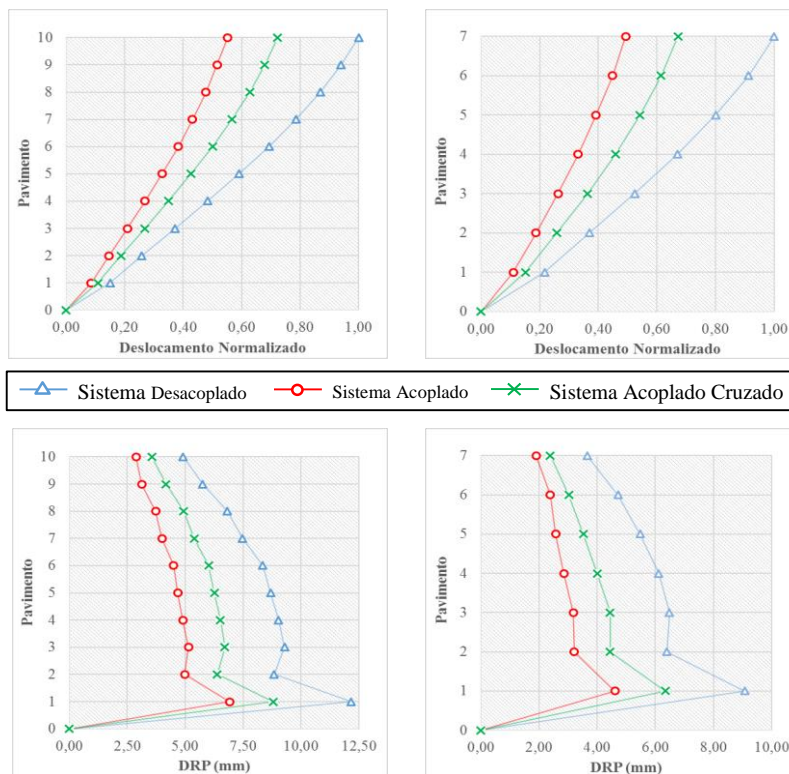 Pavimento
10
9
8
7
6
5
4
3
2
1
0
0,00 0,20 0,40 0,60 0,80 1,00
Deslocamento Normalizado
Pavimento
7
6
5
4
3
2
1
0
0,00 0,20 0,40 0,60 0,80 1,00
Deslocamento Normalizado
Sistema Desacoplado Sistema Acoplado Sistema Acoplado Cruzado
Pavimento
10
9
8
7
6
5
4
3
2
1
0
0,00 2,50 5,00 7,50 10,00 12,50
DRP (mm)
Pavimento
7
6
5
4
3
2
1
0
0,00 2,00 4,00 6,00 8,00 10,00
DRP (mm)